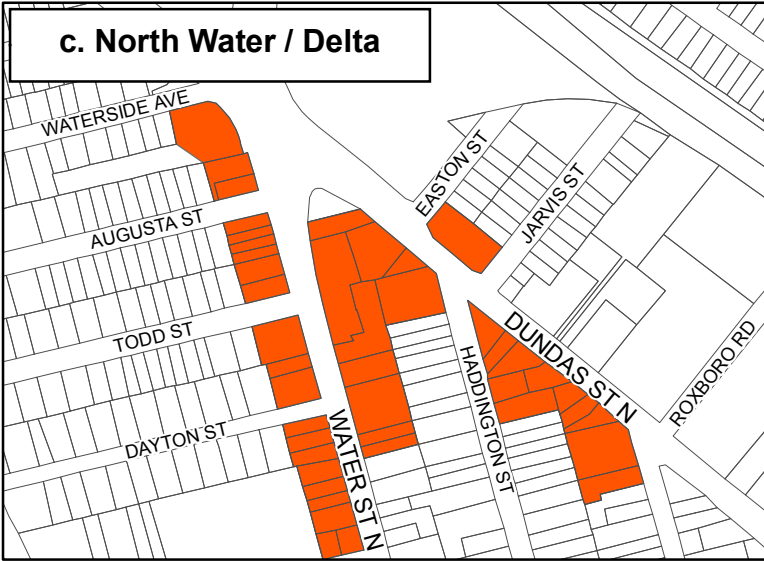 c. North Water / Delta
WATERSIDE AVE
EASTON ST
JARVIS ST
AUGUSTA ST
TODD ST
DUNDAS ST N
ROXBORO RD
HADDINGTON ST
DAYTON ST
WATER ST N